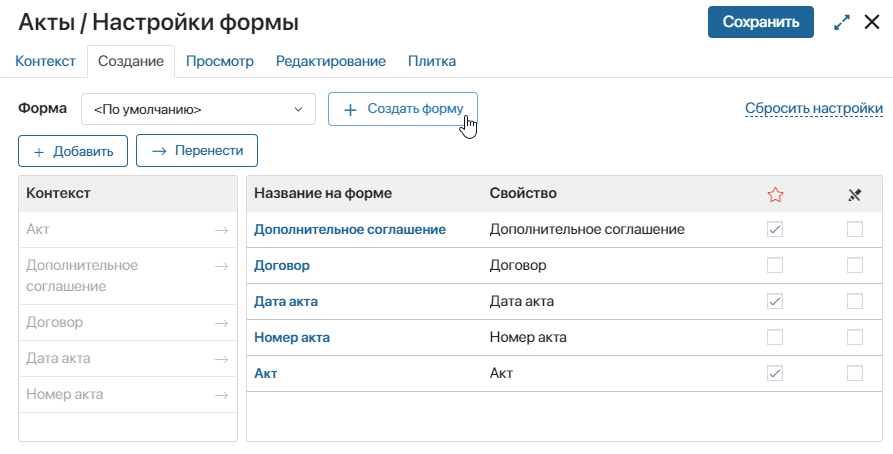 Акты / Настройки формы
Сохранить
Контекст Создание Просмотр Редактирование Плитка
Форма <По умолчанию> + Создать форму Сбросить настройки
+ Добавить → Перенести
Контекст
Акт →
Дополнительное →
соглашение
Договор →
Дата акта →
Номер акта →
Название на форме Свойство
Дополнительное соглашение Дополнительное соглашение
Договор Договор
Дата акта Дата акта
Номер акта Номер акта
Акт Акт